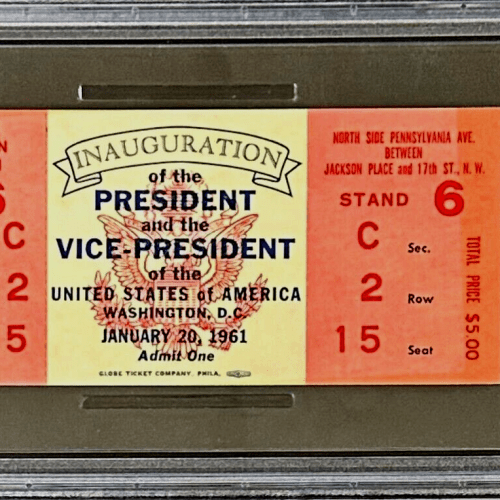 N
6
C
2
5
INAUGURATION
of the
PRESIDENT
and the
VICE-PRESIDENT
of the
UNITED STATES of AMERICA
WASHINGTON, D.C.
JANUARY 20, 1961
Admit One
GLOBE TICKET COMPANY, PHILA.
NORTH SIDE PENNSYLVANIA AVE.
BETWEEN
JACKSON PLACE and 17th ST., N. W.
STAND 6
C Sec.
2 Row
15 Seat
TOTAL PRICE $5.00